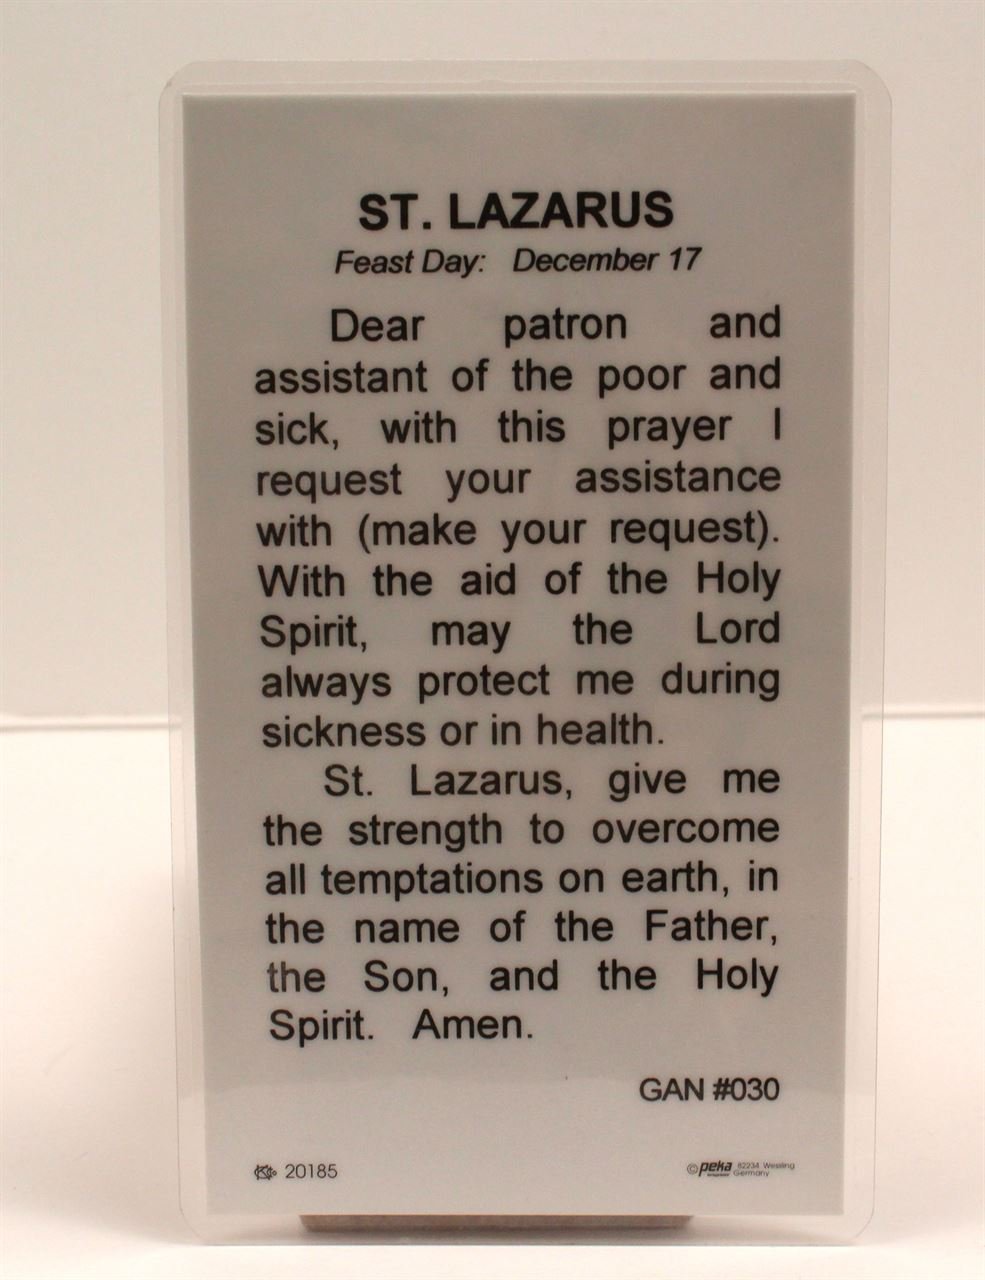 ST. LAZARUS
Feast Day: December 17
Dear patron and
assistant of the poor and
sick, with this prayer I
request your assistance
with (make your request).
With the aid of the Holy
Spirit, may the Lord
always protect me during
sickness or in health.
St. Lazarus, give me
the strength to overcome
all temptations on earth, in
the name of the Father,
the Son, and the Holy
Spirit. Amen.
GAN #030
20185
© peka 82234 Wessling
Germany